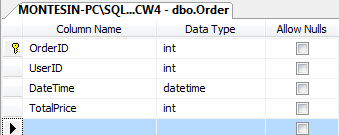 MONTESIN-PC\SQL...CW4 - dbo.Order
Column Name Data Type Allow Nulls
OrderID int
UserID int
DateTime datetime
TotalPrice int